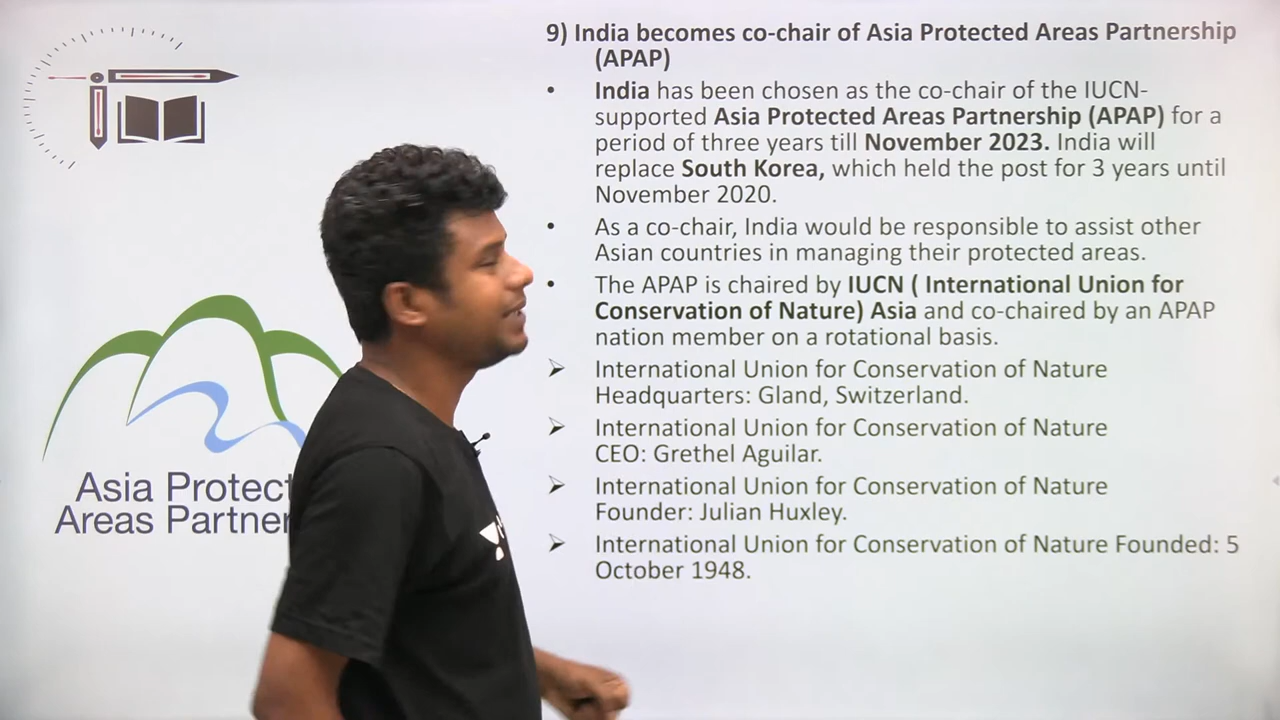 9) India becomes co-chair of Asia Protected Areas Partnership
(APAP)
• India has been chosen as the co-chair of the IUCN-
supported Asia Protected Areas Partnership (APAP) for a
period of three years till November 2023. India will
replace South Korea, which held the post for 3 years until
November 2020.
• As a co-chair, India would be responsible to assist other
Asian countries in managing their protected areas.
• The APAP is chaired by IUCN ( International Union for
Conservation of Nature) Asia and co-chaired by an APAP
nation member on a rotational basis.
➢ International Union for Conservation of Nature
Headquarters: Gland, Switzerland.
➢ International Union for Conservation of Nature
CEO: Grethel Aguilar.
➢ International Union for Conservation of Nature
Founder: Julian Huxley.
➢ International Union for Conservation of Nature Founded: 5
October 1948.
Asia Protect
Areas Partner